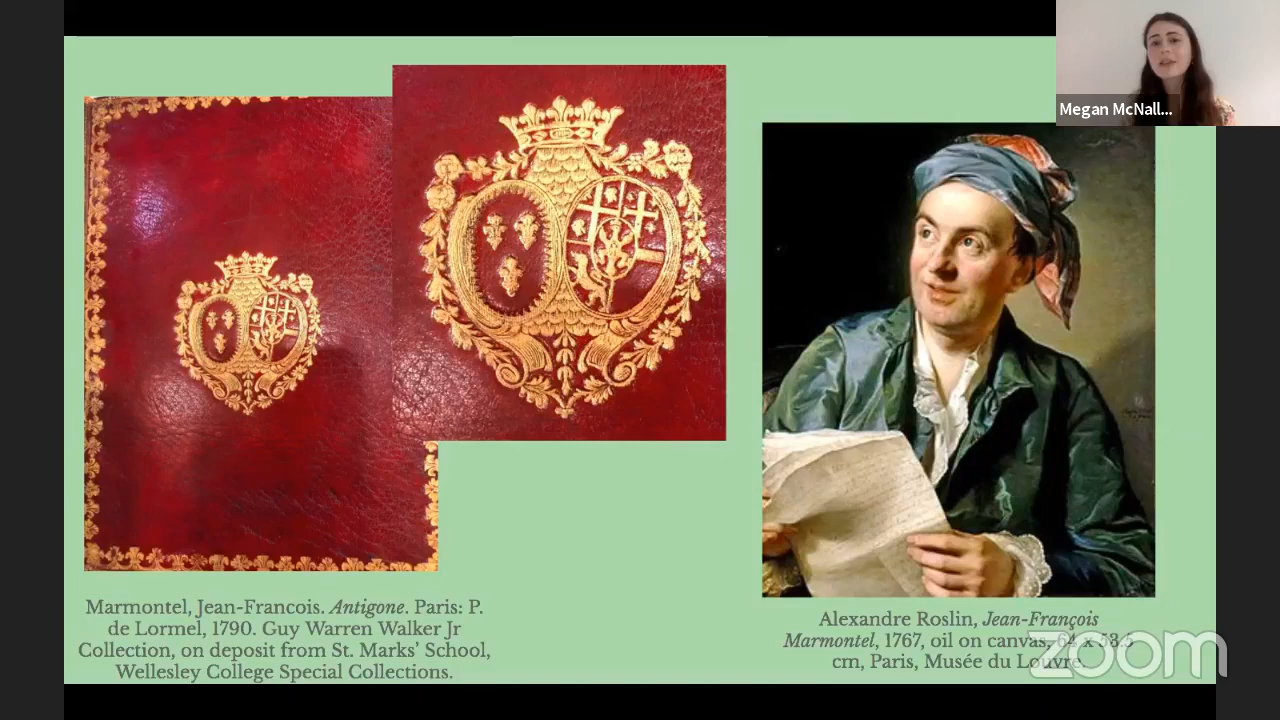 Megan McNall...
Marmontel, Jean-Francois. Antigone. Paris: P.
de Lormel, 1790. Guy Warren Walker Jr
Collection, on deposit from St. Marks' School,
Wellesley College Special Collections.
Alexandre Roslin, Jean-François
Marmontel, 1767, oil on canvas, 64 x 53.5
cm, Paris, Musée du Louvre.
zoom